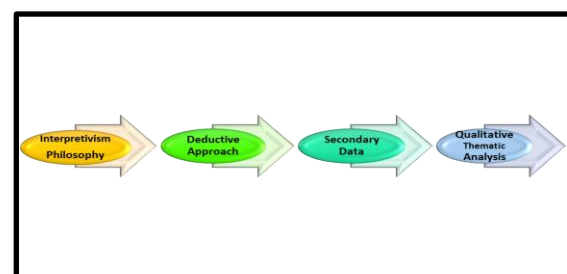 Interpretivism
Philosophy
Deductive
Approach
Secondary
Data
Qualitative
Thematic
Analysis